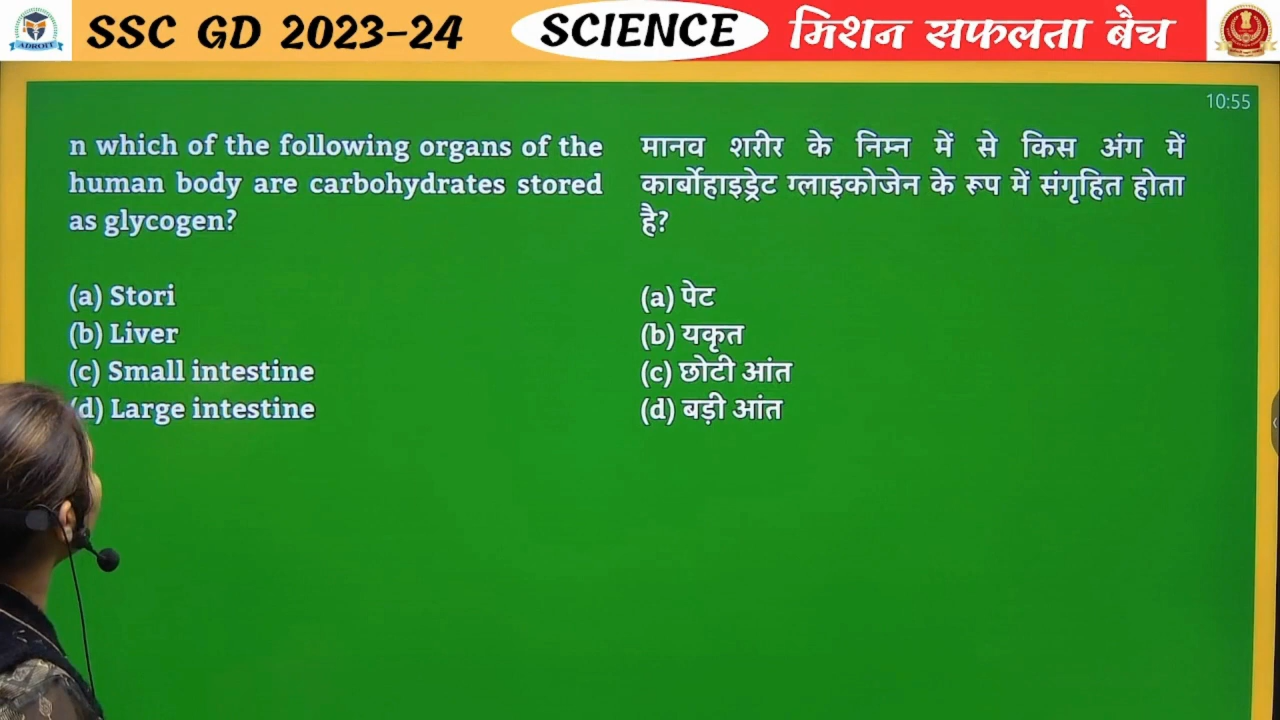 SSC GD 2023-24
SCIENCE
मिशन सफलता बैच
ADROIT
10:55
n which of the following organs of the
human body are carbohydrates stored
as glycogen?
(a) Stori
(b) Liver
(c) Small intestine
(d) Large intestine
मानव शरीर के निम्न में से किस अंग में
कार्बोहाइड्रेट ग्लाइकोजेन के रूप में संगृहित होता
है?
(a) पेट
(b) यकृत
(c) छोटी आंत
(d) बड़ी आंत